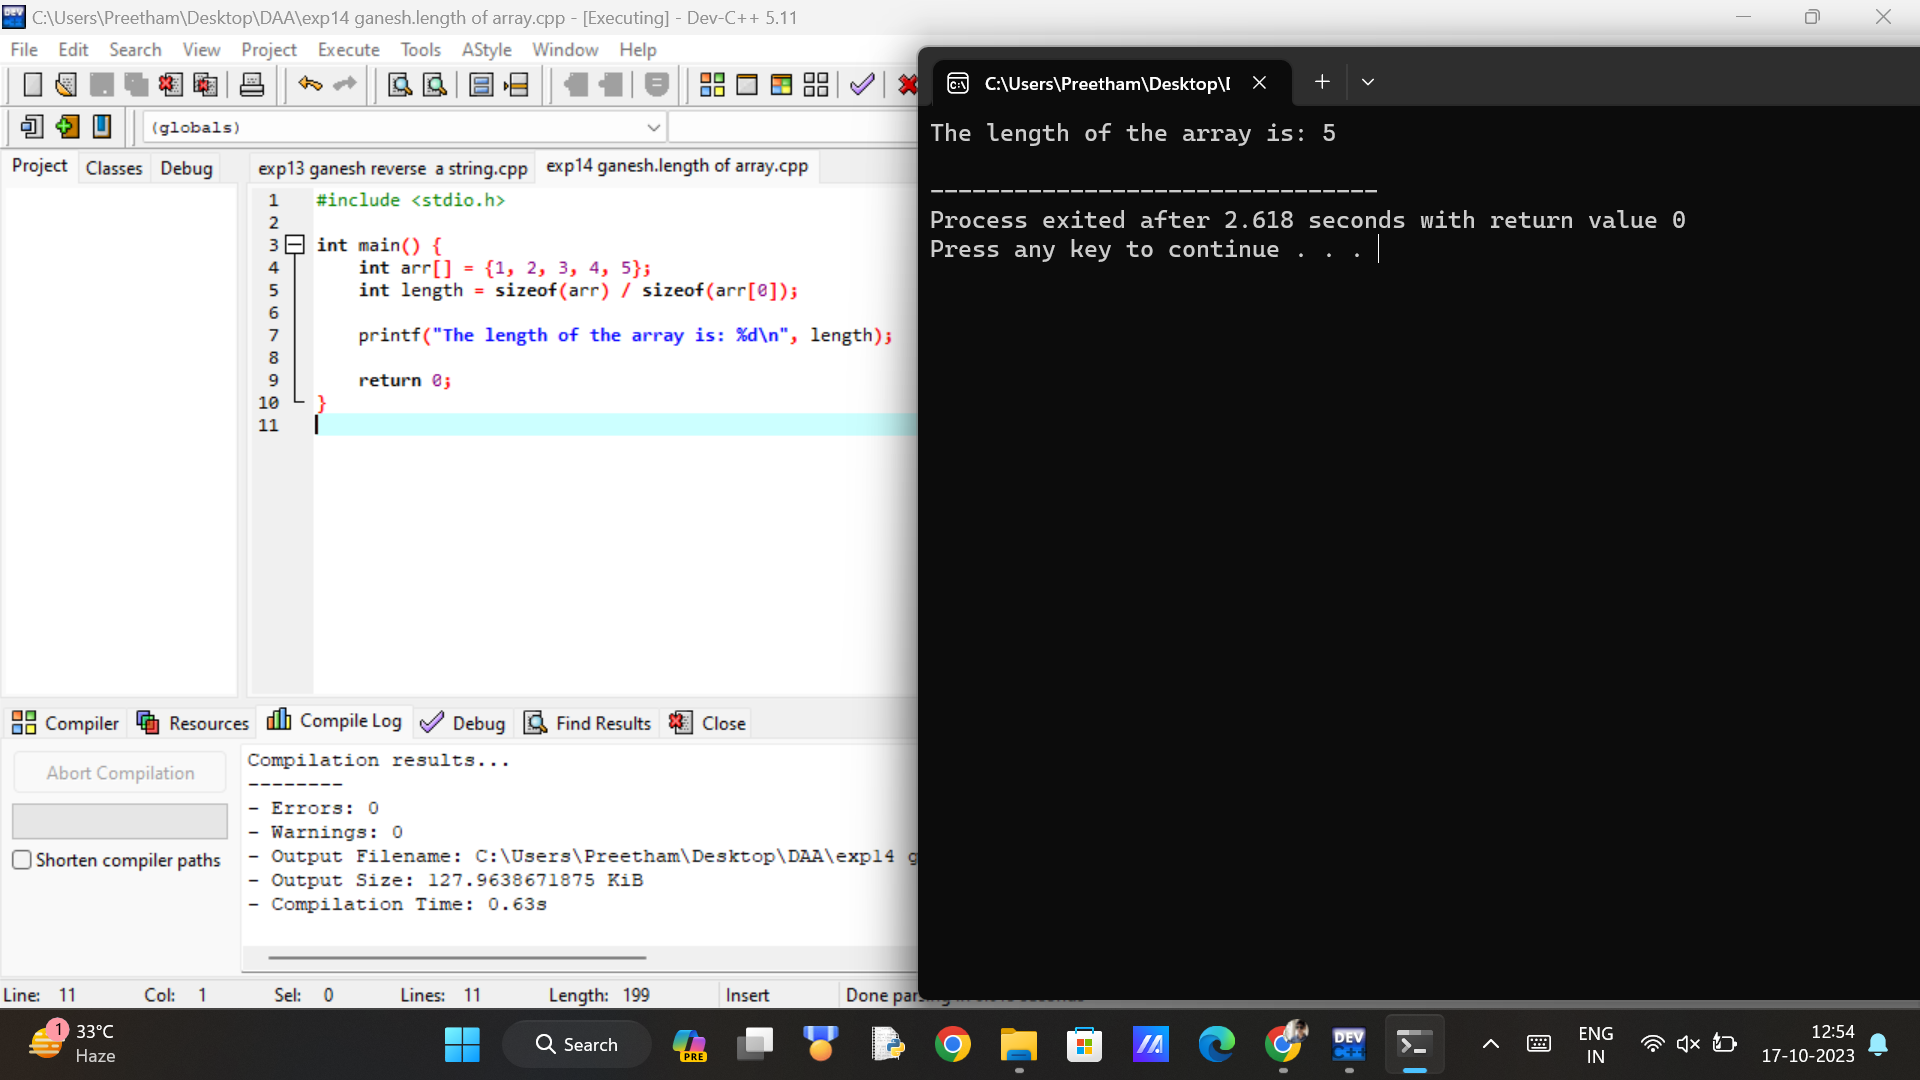 C:\Users\Preetham\Desktop\DAA\exp14 ganesh.length of array.cpp - [Executing] - Dev-C++ 5.11
File Edit Search View Project Execute Tools AStyle Window Help
(globals)
Project Classes Debug
exp13 ganesh reverse  a string.cpp exp14 ganesh.length of array.cpp
1 #include <stdio.h>
2
3 int main() {
4     int arr[] = {1, 2, 3, 4, 5};
5     int length = sizeof(arr) / sizeof(arr[0]);
6
7     printf("The length of the array is: %d\n", length);
8
9     return 0;
10 }
11
C:\Users\Preetham\Desktop\
The length of the array is: 5
--------------------------------
Process exited after 2.618 seconds with return value 0
Press any key to continue . . .
Compiler Resources Compile Log Debug Find Results Close
Abort Compilation
Shorten compiler paths
Compilation results...
--------
- Errors: 0
- Warnings: 0
- Output Filename: C:\Users\Preetham\Desktop\DAA\exp14 g
- Output Size: 127.9638671875 KiB
- Compilation Time: 0.63s
Line: 11 Col: 1 Sel: 0 Lines: 11 Length: 199 Insert Done
1
33°C
Haze
Search
PRE
DEV
C++
ENG
IN
12:54
17-10-2023